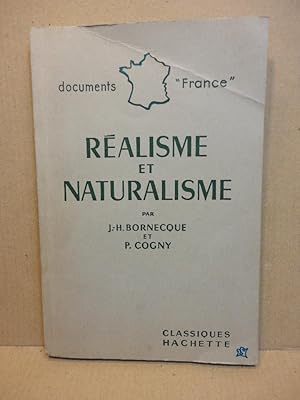 documents "France"
RÉALISME
ET
NATURALISME
PAR
J.-H. BORNECQUE
ET
P. COGNY
CLASSIQUES
HACHETTE